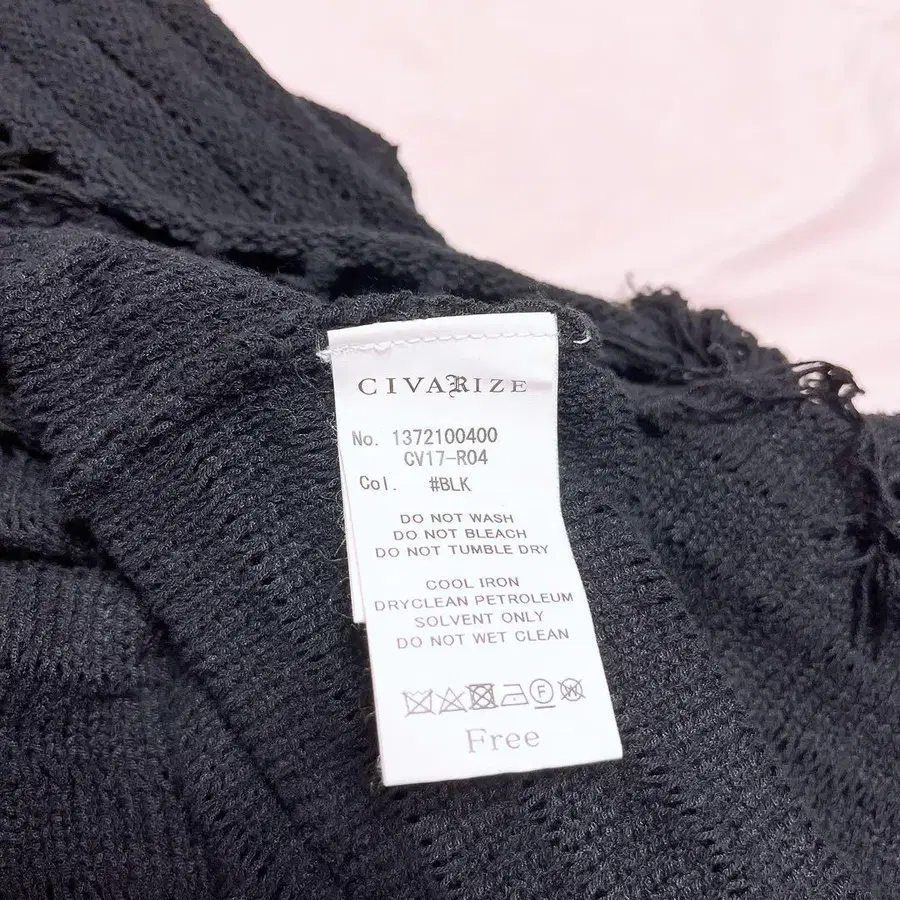 CIVARIZE
No. 1372100400
CV17-R04
Col. #BLK
DO NOT WASH
DO NOT BLEACH
DO NOT TUMBLE DRY
COOL IRON
DRYCLEAN PETROLEUM
SOLVENT ONLY
DO NOT WET CLEAN
F W
Free